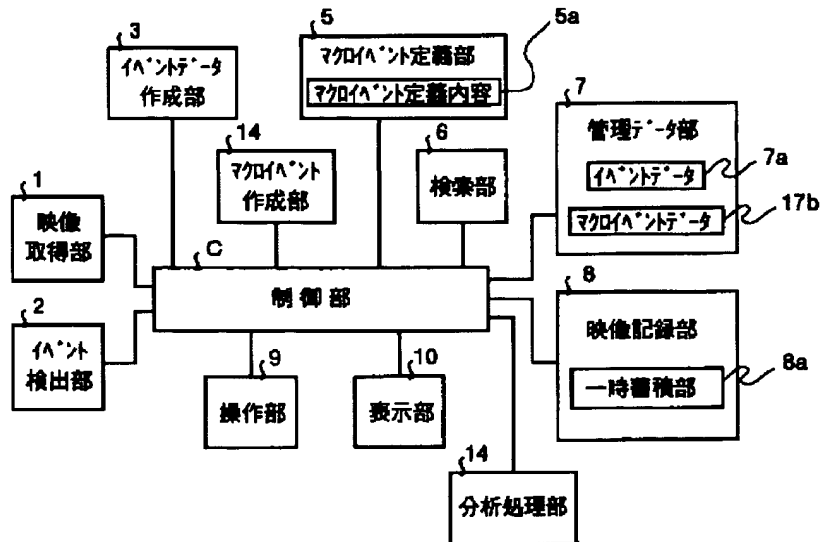 3
イベントデータ
作成部
5
マクロイベント定義部
マクロイベント定義内容
5a
14
マクロイベント
作成部
6
検索部
7
管理データ部
イベントデータ
7a
マクロイベントデータ
17b
1
映像
取得部
C
制御部
2
イベント
検出部
8
映像記録部
一時蓄積部
8a
9
操作部
10
表示部
14
分析処理部